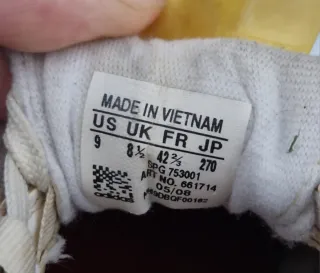 MADE IN VIETNAM
US UK FR JP
9 8½ 42⅔ 270
SPG 753001
ART No. 661714
05/08
adidas